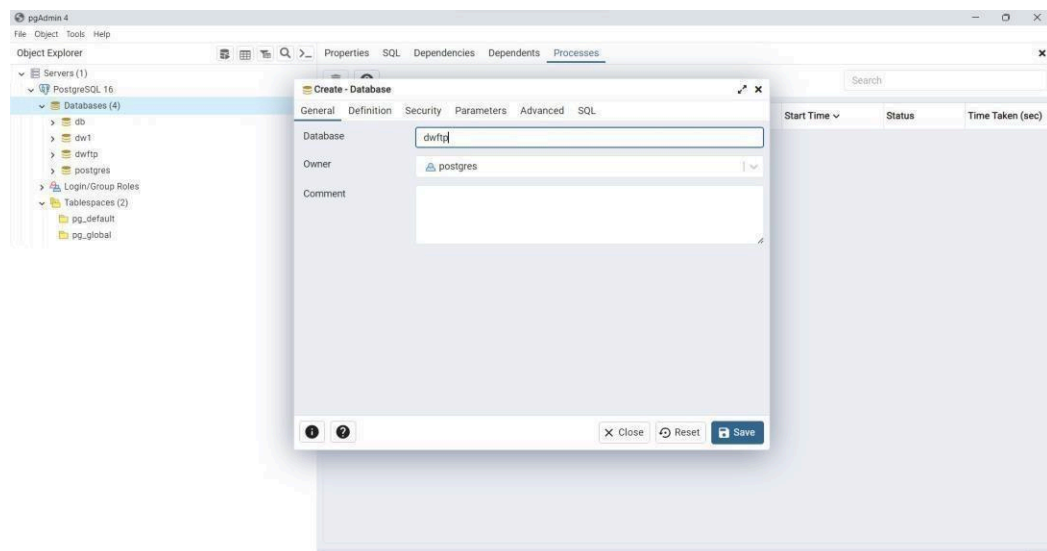 pgAdmin 4
File Object Tools Help
Object Explorer
Properties SQL Dependencies Dependents Processes
Servers (1)
PostgreSQL 16
Databases (4)
db
dw1
dwftp
postgres
Login/Group Roles
Tablespaces (2)
pg_default
pg_global
Search
Start Time Status Time Taken (sec)
Create - Database
General Definition Security Parameters Advanced SQL
Database dwftp
Owner postgres
Comment
Close Reset Save